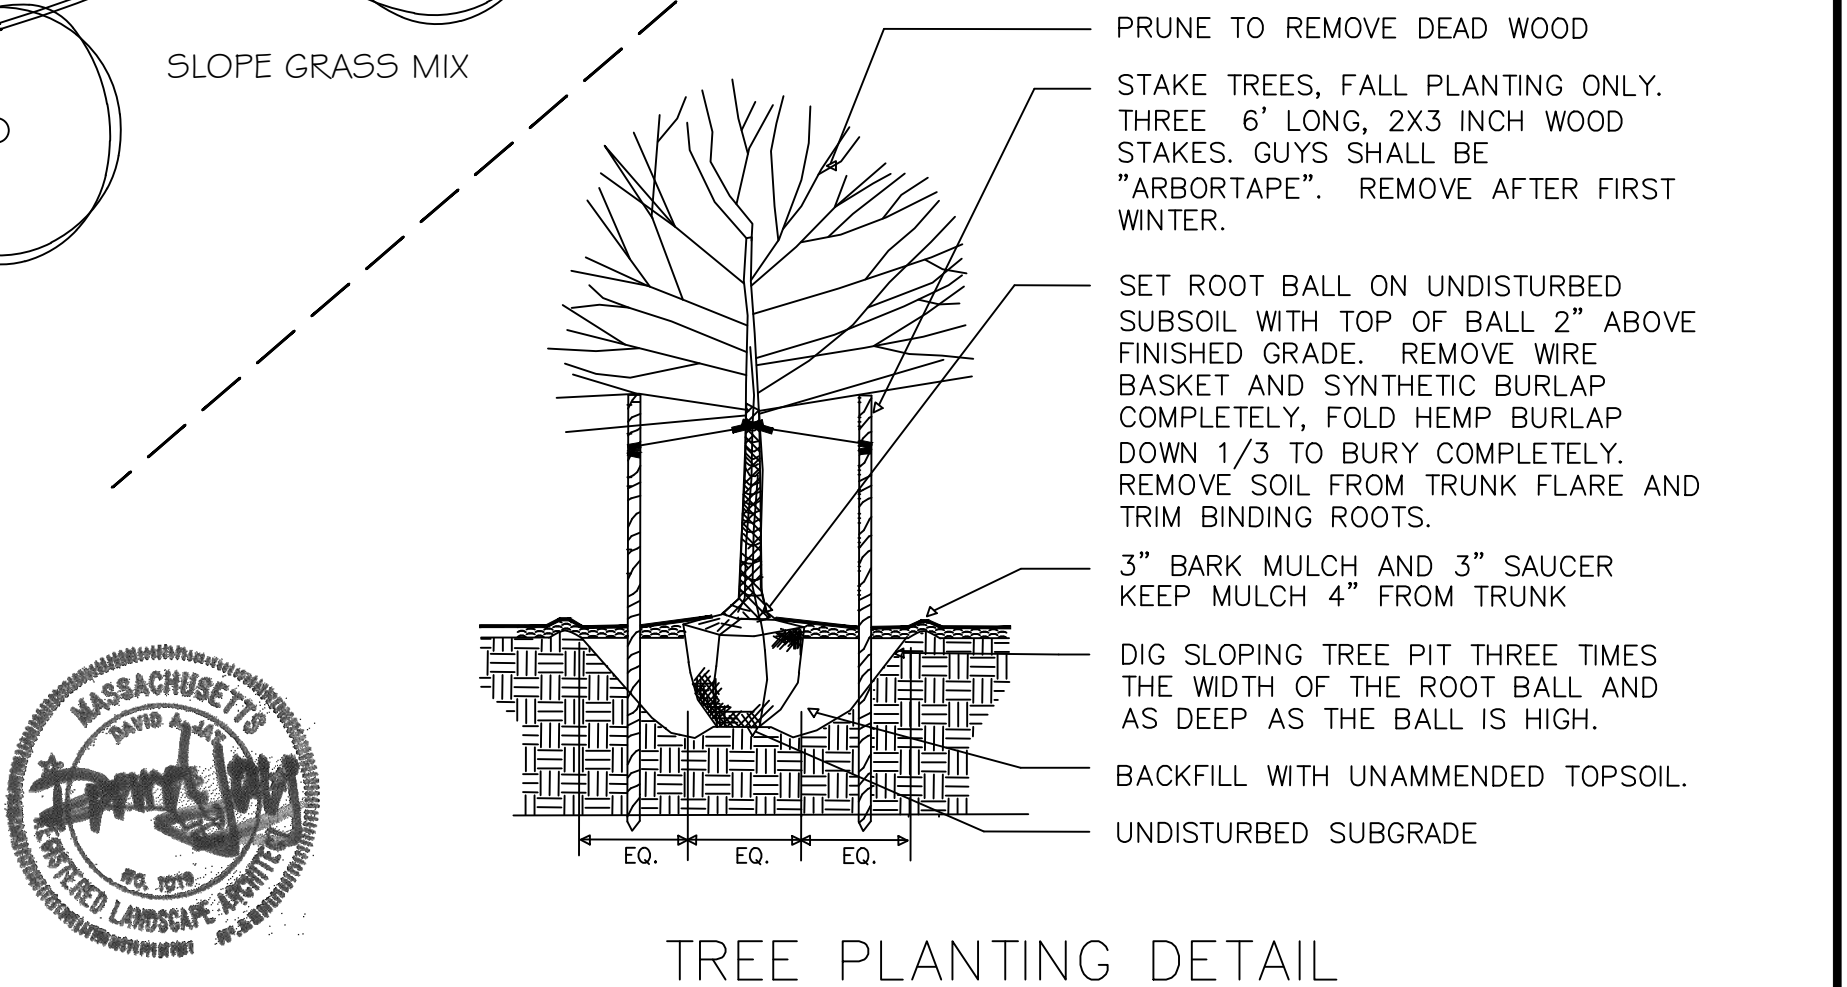 SLOPE GRASS MIX
PRUNE TO REMOVE DEAD WOOD
STAKE TREES, FALL PLANTING ONLY.
THREE 6' LONG, 2X3 INCH WOOD
STAKES. GUYS SHALL BE
"ARBORTAPE". REMOVE AFTER FIRST
WINTER.
SET ROOT BALL ON UNDISTURBED
SUBSOIL WITH TOP OF BALL 2" ABOVE
FINISHED GRADE. REMOVE WIRE
BASKET AND SYNTHETIC BURLAP
COMPLETELY, FOLD HEMP BURLAP
DOWN 1/3 TO BURY COMPLETELY.
REMOVE SOIL FROM TRUNK FLARE AND
TRIM BINDING ROOTS.
3" BARK MULCH AND 3" SAUCER
KEEP MULCH 4" FROM TRUNK
DIG SLOPING TREE PIT THREE TIMES
THE WIDTH OF THE ROOT BALL AND
AS DEEP AS THE BALL IS HIGH.
BACKFILL WITH UNAMMENDED TOPSOIL.
UNDISTURBED SUBGRADE
EQ. EQ. EQ.
MASSACHUSETTS
DAVID
NO. 1019
REGISTERED LANDSCAPE ARCHITECT
TREE PLANTING DETAIL